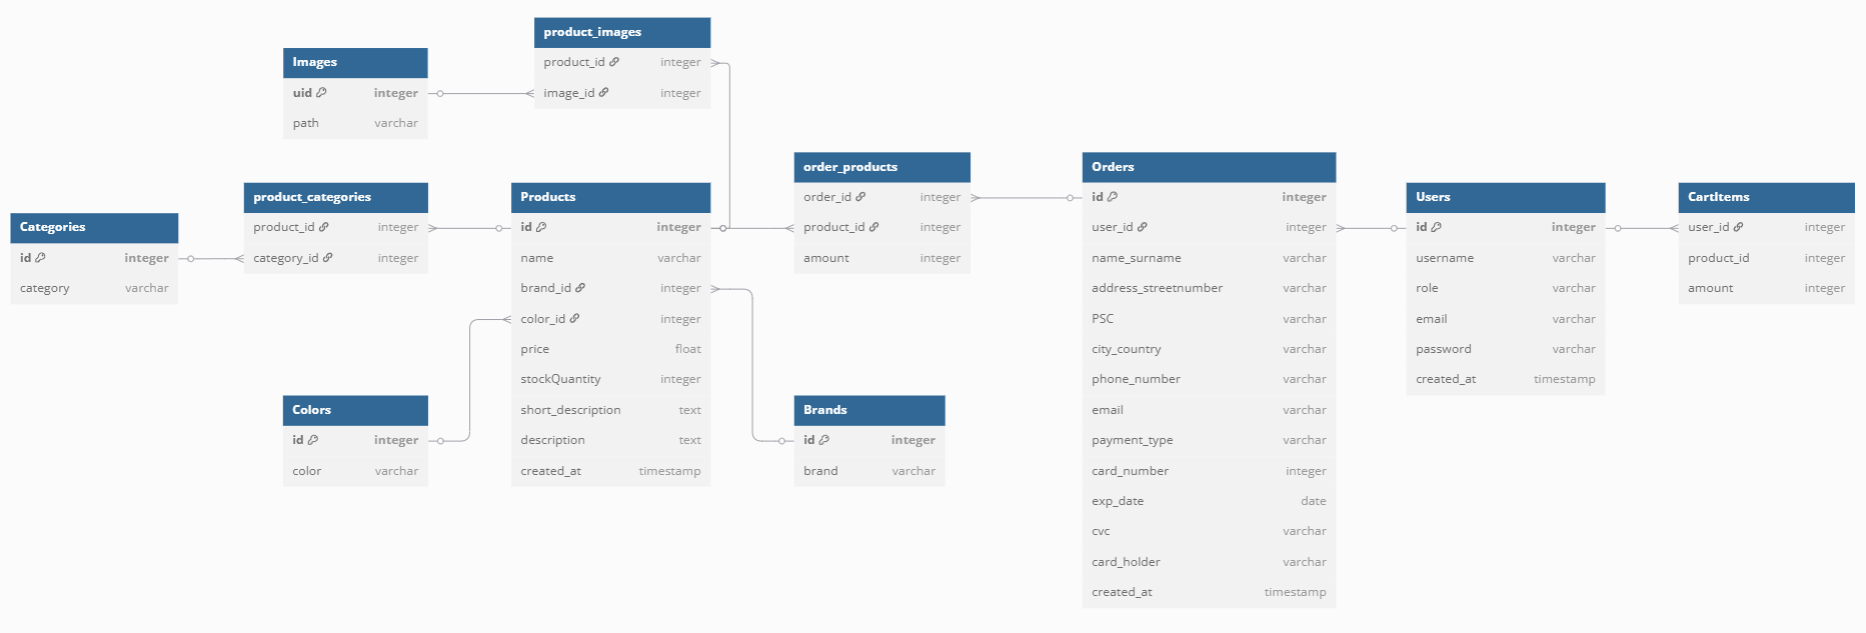 product_images
product_id integer
image_id integer
Images
uid integer
path varchar
order_products
order_id integer
product_id integer
amount integer
Orders
id integer
user_id integer
name_surname varchar
address_streetnumber varchar
PSC varchar
city_country varchar
phone_number varchar
email varchar
payment_type varchar
card_number integer
exp_date date
cvc varchar
card_holder varchar
created_at timestamp
product_categories
product_id integer
category_id integer
Products
id integer
name varchar
brand_id integer
color_id integer
price float
stockQuantity integer
short_description text
description text
created_at timestamp
Users
id integer
username varchar
role varchar
email varchar
password varchar
created_at timestamp
CartItems
user_id integer
product_id integer
amount integer
Categories
id integer
category varchar
Colors
id integer
color varchar
Brands
id integer
brand varchar